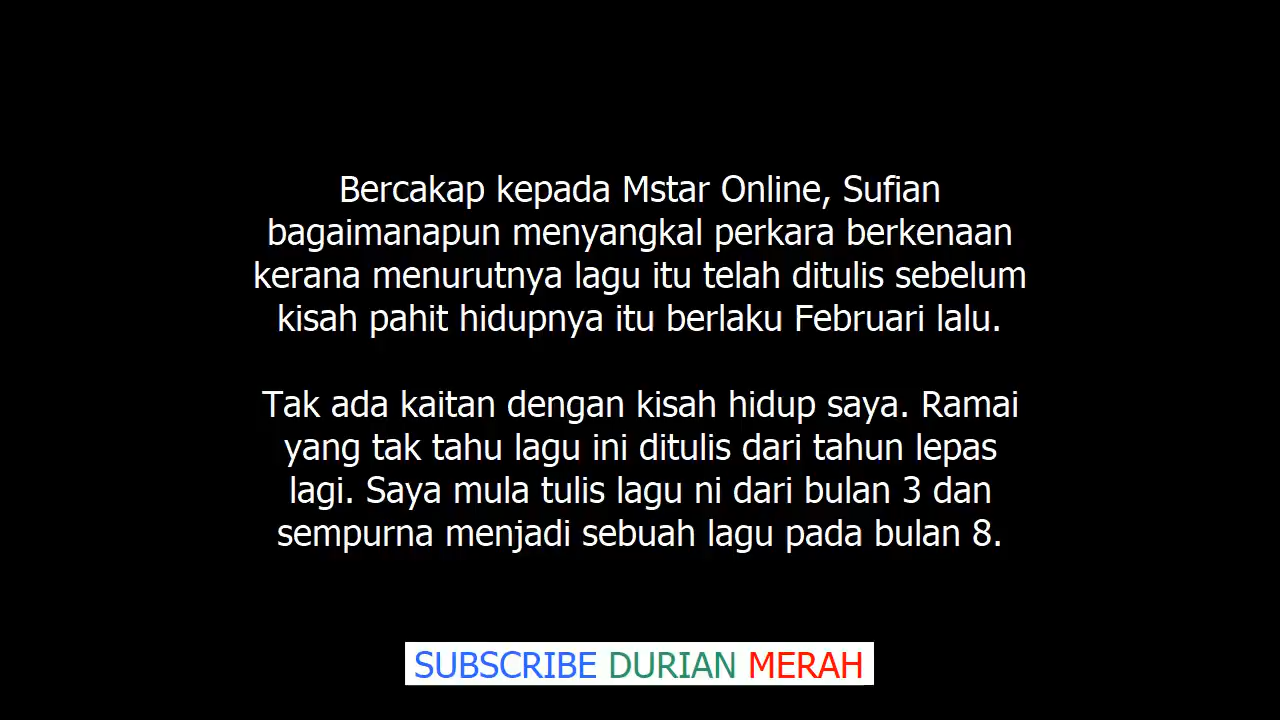 Bercakap kepada Mstar Online, Sufian
bagaimanapun menyangkal perkara berkenaan
kerana menurutnya lagu itu telah ditulis sebelum
kisah pahit hidupnya itu berlaku Februari lalu.
Tak ada kaitan dengan kisah hidup saya. Ramai
yang tak tahu lagu ini ditulis dari tahun lepas
lagi. Saya mula tulis lagu ni dari bulan 3 dan
sempurna menjadi sebuah lagu pada bulan 8.
SUBSCRIBE DURIAN MERAH